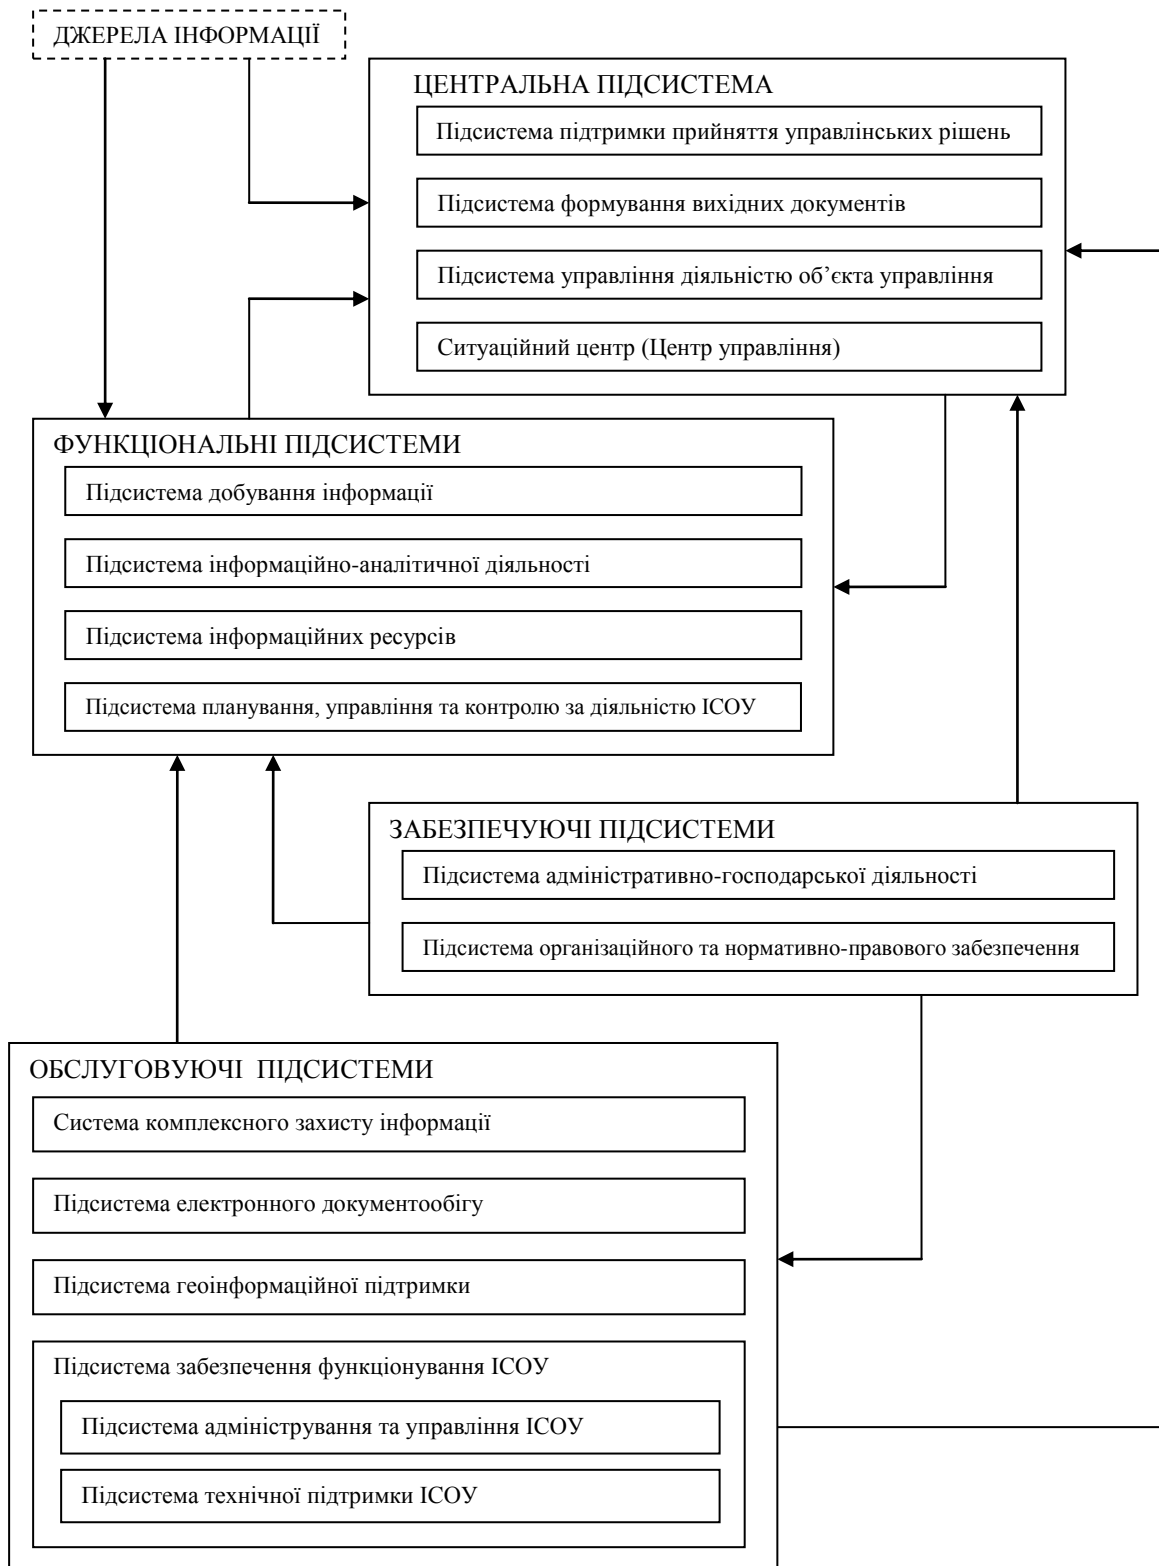 ДЖЕРЕЛА ІНФОРМАЦІЇ
ЦЕНТРАЛЬНА ПІДСИСТЕМА
Підсистема підтримки прийняття управлінських рішень
Підсистема формування вихідних документів
Підсистема управління діяльністю об’єкта управління
Ситуаційний центр (Центр управління)
ФУНКЦІОНАЛЬНІ ПІДСИСТЕМИ
Підсистема добування інформації
Підсистема інформаційно-аналітичної діяльності
Підсистема інформаційних ресурсів
Підсистема планування, управління та контролю за діяльністю ІСОУ
ЗАБЕЗПЕЧУЮЧІ ПІДСИСТЕМИ
Підсистема адміністративно-господарської діяльності
Підсистема організаційного та нормативно-правового забезпечення
ОБСЛУГОВУЮЧІ ПІДСИСТЕМИ
Система комплексного захисту інформації
Підсистема електронного документообігу
Підсистема геоінформаційної підтримки
Підсистема забезпечення функціонування ІСОУ
Підсистема адміністрування та управління ІСОУ
Підсистема технічної підтримки ІСОУ